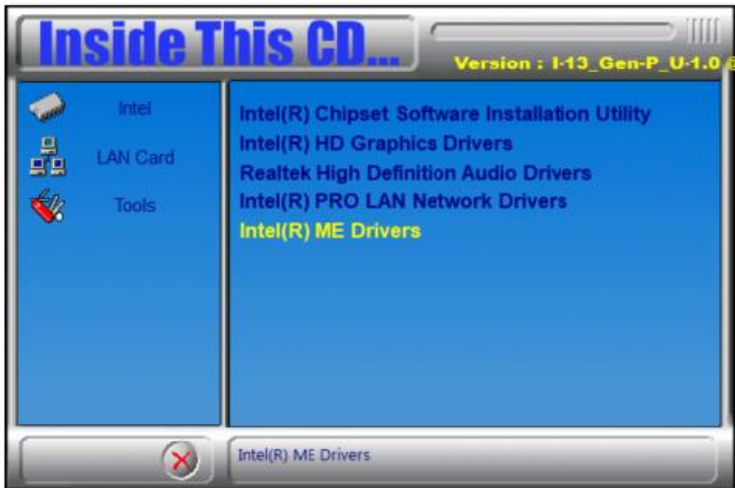 Inside This CD...
Version : I-13_Gen-P_U-1.0
Intel
LAN Card
Tools
Intel(R) Chipset Software Installation Utility
Intel(R) HD Graphics Drivers
Realtek High Definition Audio Drivers
Intel(R) PRO LAN Network Drivers
Intel(R) ME Drivers
Intel(R) ME Drivers